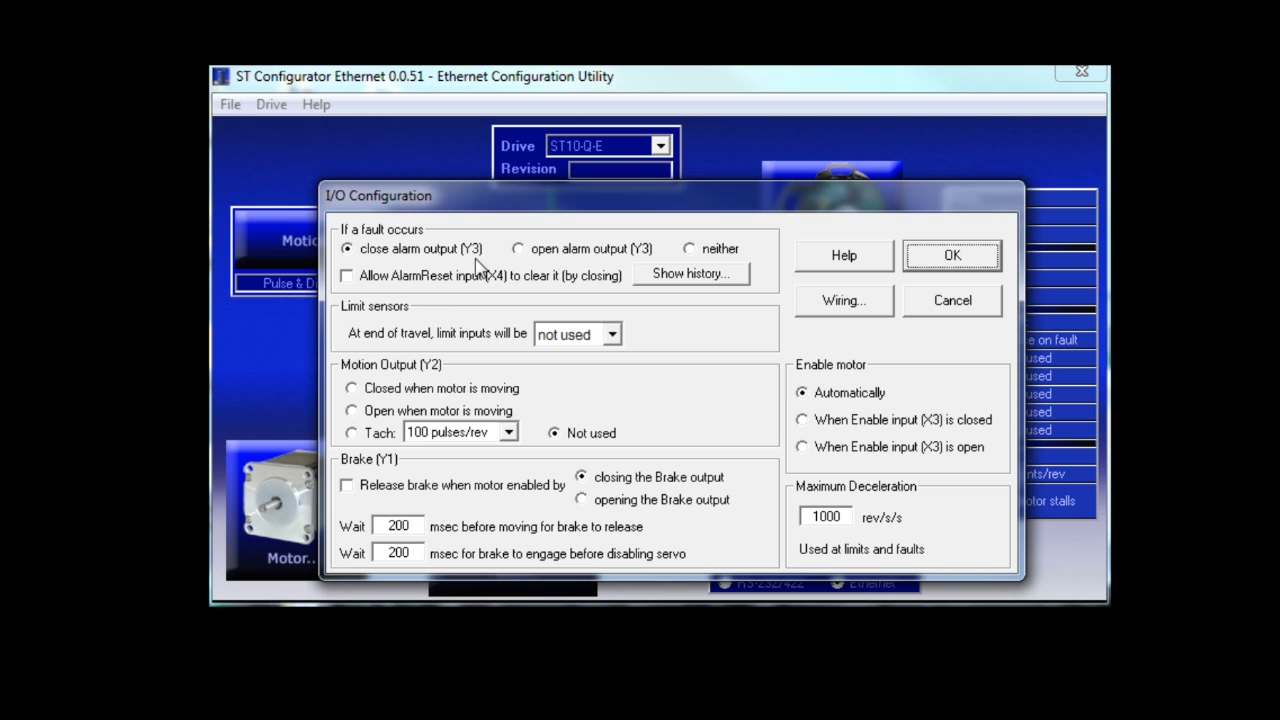 ST Configurator Ethernet 0.0.51 - Ethernet Configuration Utility
File Drive Help
Drive ST10-Q-E
Revision
I/O Configuration
If a fault occurs
close alarm output (Y3) open alarm output (Y3) neither
Allow AlarmReset input (X4) to clear it (by closing) Show history...
Help OK
Wiring... Cancel
Limit sensors
At end of travel, limit inputs will be not used
Motion Output (Y2)
Closed when motor is moving
Open when motor is moving
Tach: 100 pulses/rev Not used
Enable motor
Automatically
When Enable input (X3) is closed
When Enable input (X3) is open
Brake (Y1)
Release brake when motor enabled by closing the Brake output
opening the Brake output
Wait 200 msec before moving for brake to release
Wait 200 msec for brake to engage before disabling servo
Maximum Deceleration
1000 rev/s/s
Used at limits and faults
Pulse &
Motor...
on fault
used
used
used
used
used
motor stalls
RS-232/422 Ethernet